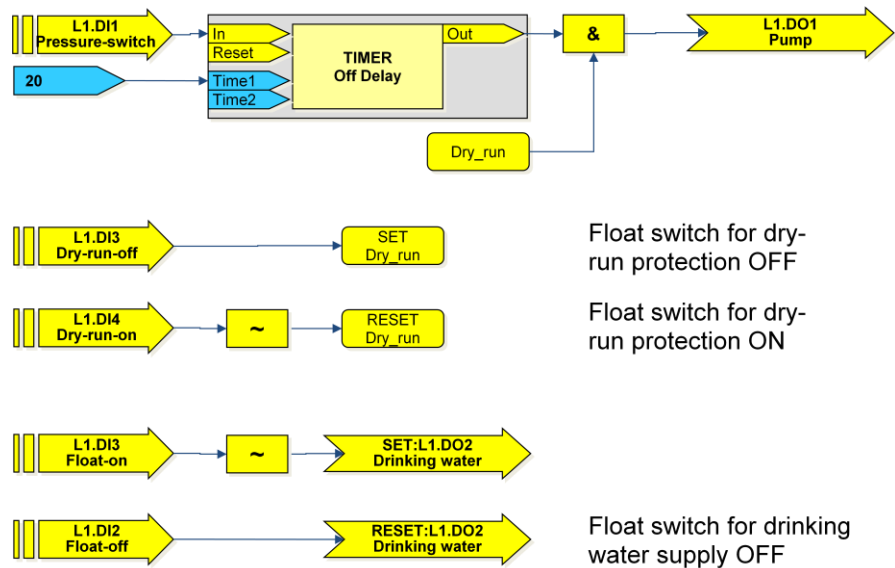 L1.DI1
Pressure-switch
In
Reset
Time1
Time2
TIMER
Off Delay
Out
&
L1.DO1
Pump
20
Dry_run
L1.DI3
Dry-run-off
SET
Dry_run
Float switch for dry-
run protection OFF
L1.DI4
Dry-run-on
~
RESET
Dry_run
Float switch for dry-
run protection ON
L1.DI3
Float-on
~
SET:L1.DO2
Drinking water
L1.DI2
Float-off
RESET:L1.DO2
Drinking water
Float switch for drinking
water supply OFF